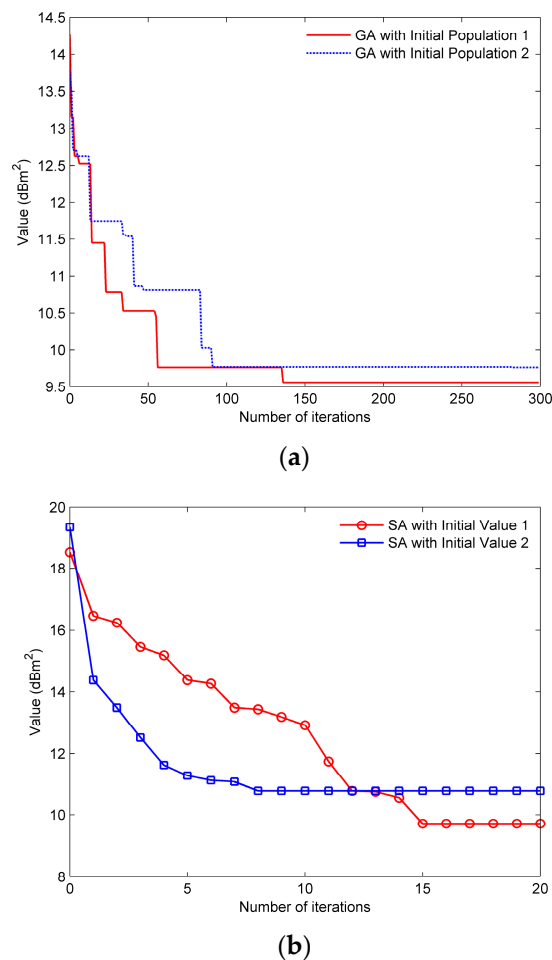 14.5
14
13.5
13
12.5
12
11.5
11
10.5
10
9.5
Value (dBm²)
GA with Initial Population 1
GA with Initial Population 2
0 50 100 150 200 250 300
Number of iterctions
(a)
20
18
16
14
12
10
8
Value (dBm²)
SA with Initial Value 1
SA with Initial Value 2
0 5 10 15 20
Number of iterctions
(b)